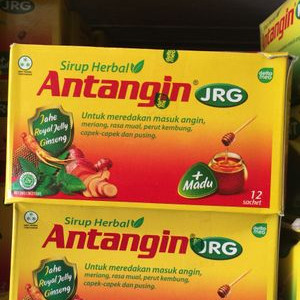 JRG
Sirup Herbal
Antangin JRG
deltomed
Untuk meredakan masuk angin,
meriang, rasa mual, perut kembung,
capek-capek dan pusing.
Jahe
Royal Jelly
Ginseng
+
Madu
12
sachet
Sirup Herbal
Antangin JRG
Untuk meredakan masuk angin,
meriang, rasa mual, perut kembung,
capek-capek dan pusing.
Jahe
Royal Jelly
Ginseng